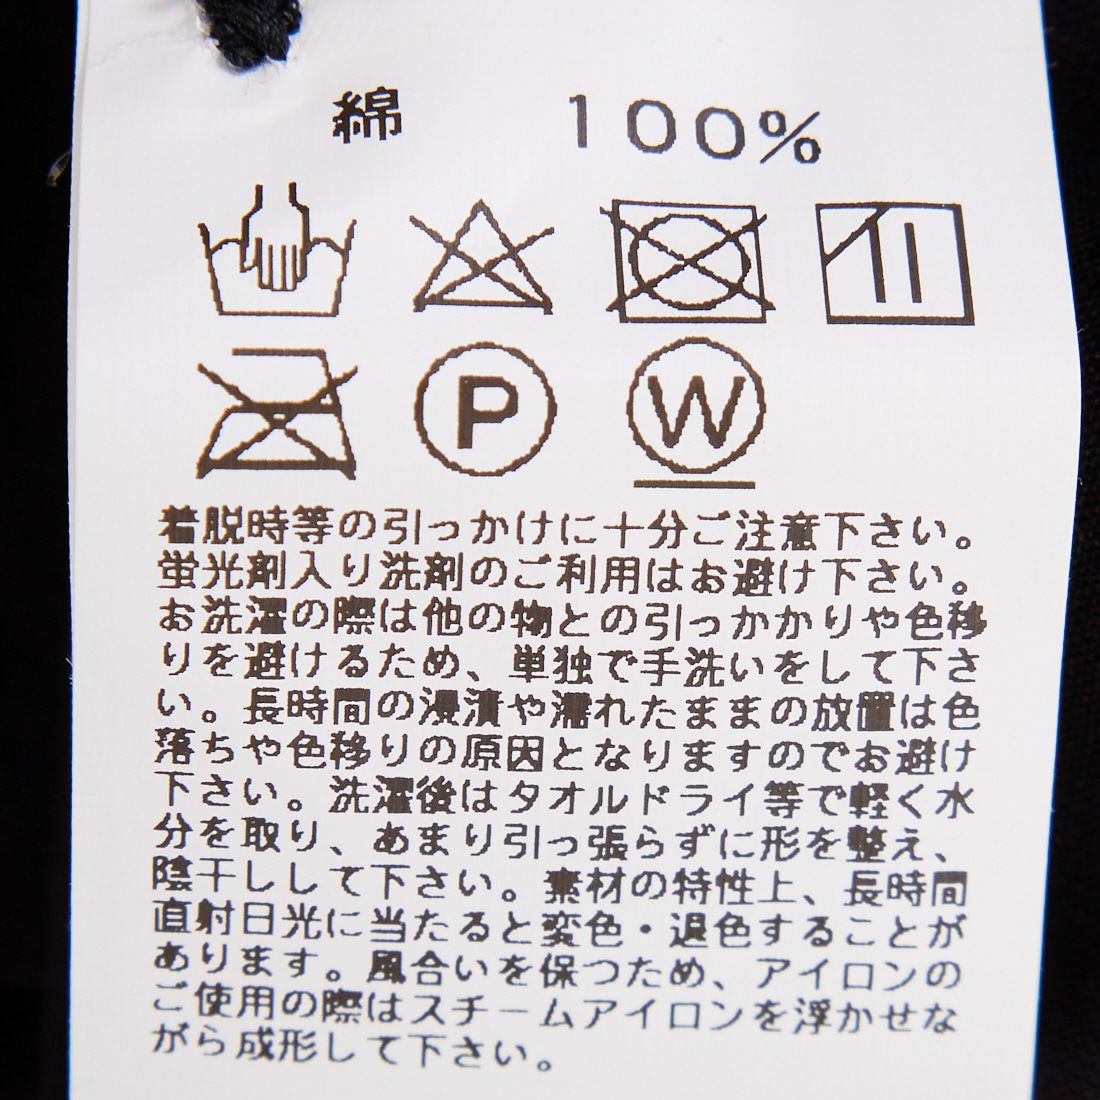 綿 100%
P W
着脱時等の引っかけに十分ご注意下さい。
蛍光剤入り洗剤のご利用はお避け下さい。
お洗濯の際は他の物との引っかかりや色移
りを避けるため、単独で手洗いをして下さ
い。長時間の浸漬や濡れたままの放置は色
落ちや色移りの原因となりますのでお避け
下さい。洗濯後はタオルドライ等で軽く水
分を取り、あまり引っ張らずに形を整え、
陰干しして下さい。素材の特性上、長時間
直射日光に当たると変色・退色することが
あります。風合いを保つため、アイロンの
ご使用の際はスチームアイロンを浮かせな
がら成形して下さい。